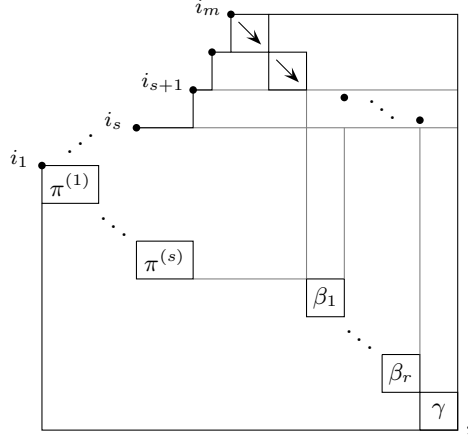 i_m
i_{s+1}
i_s
i_1
π^{(1)}
π^{(s)}
β_1
β_r
γ